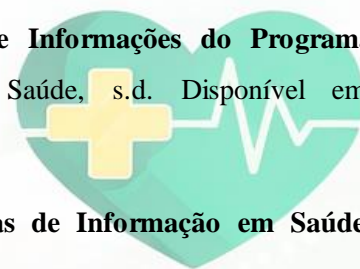 e Informações do Program
Saúde, s.d. Disponível em
as de Informação em Saúde